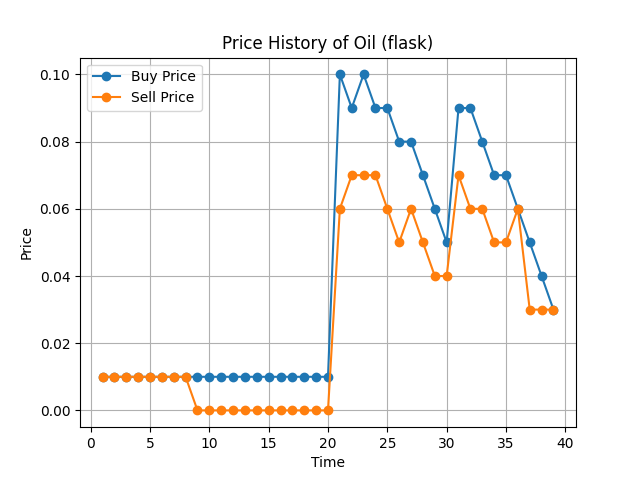 Price History of Oil (flask)
Buy Price
Sell Price
0.10
0.08
0.06
0.04
0.02
0.00
Price
0 5 10 15 20 25 30 35 40
Time